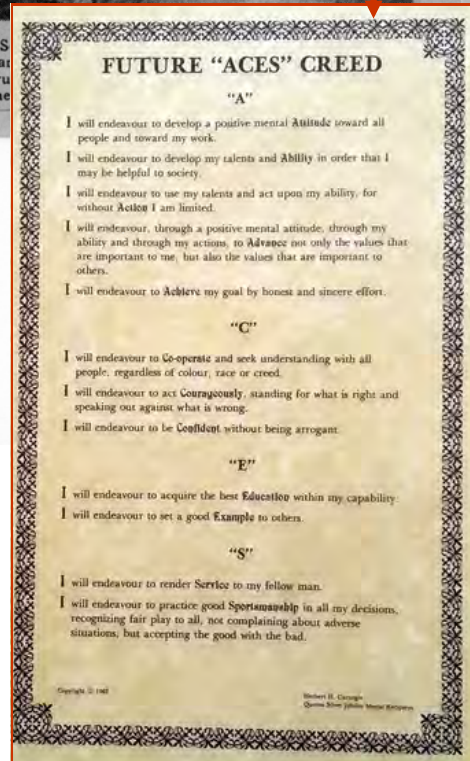 S
FUTURE "ACES" CREED
"A"
I will endeavour to develop a positive mental Attitude toward all
people and toward my work.
I will endeavour to develop my talents and Ability in order that I
may be helpful to society.
I will endeavour to use my talents and act upon my ability, for
without Action I am limited.
I will endeavour, through a positive mental attitude, through my
ability and through my actions, to Advance not only the values that
are important to me, but also the values that are important to
others.
I will endeavour to Achieve my goal by honest and sincere effort.
"C"
I will endeavour to Co-operate and seek understanding with all
people, regardless of colour, race or creed.
I will endeavour to act Courageously, standing for what is right and
speaking out against what is wrong.
I will endeavour to be Confident without being arrogant.
"E"
I will endeavour to acquire the best Education within my capability.
I will endeavour to set a good Example to others.
"S"
I will endeavour to render Service to my fellow man.
I will endeavour to practice good Sportsmanship in all my decisions,
recognizing fair play to all, not complaining about adverse
situations, but accepting the good with the bad.
Copyright ©
Herbert H. Carnegie
Queens Silver Jubilee Medal Recipient